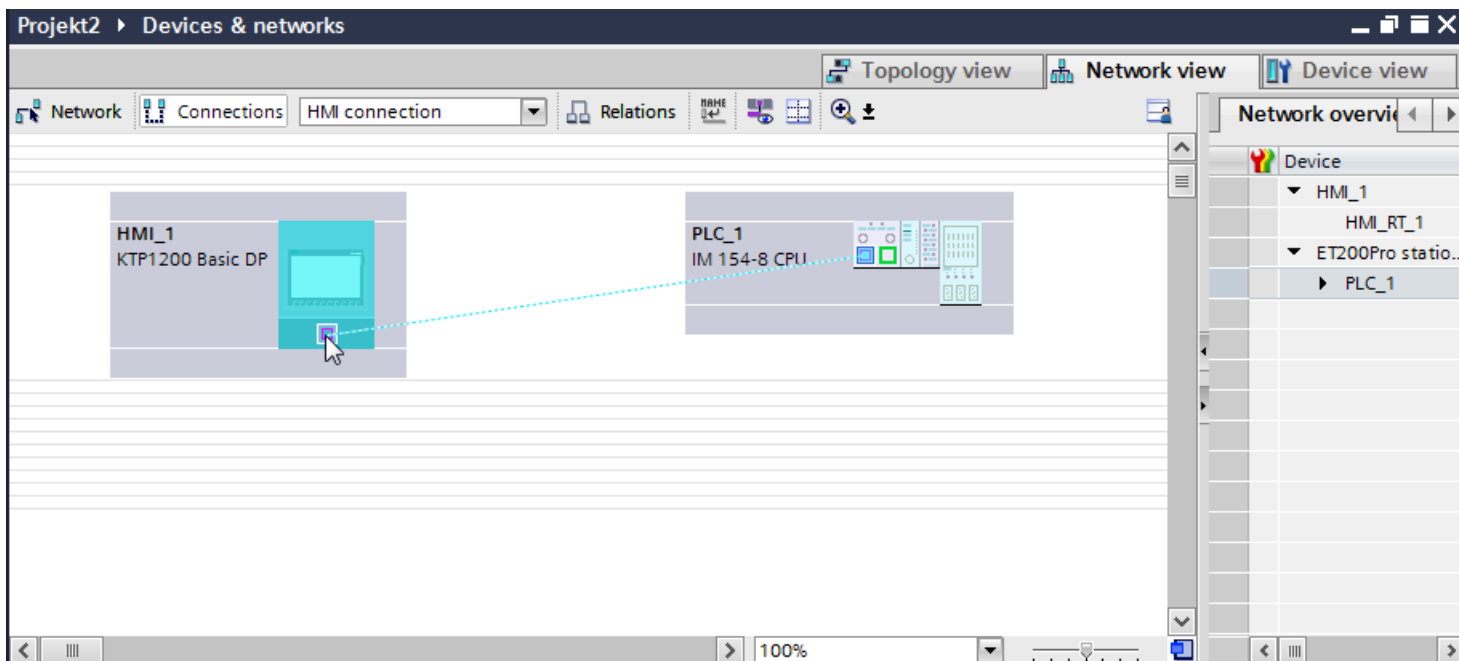 Projekt2 ▸ Devices & networks
Topology view Network view Device view
Network Connections HMI connection Relations
Network overvi
Device
HMI_1
HMI_RT_1
ET200Pro statio...
PLC_1
HMI_1
KTP1200 Basic DP
PLC_1
IM 154-8 CPU
100%